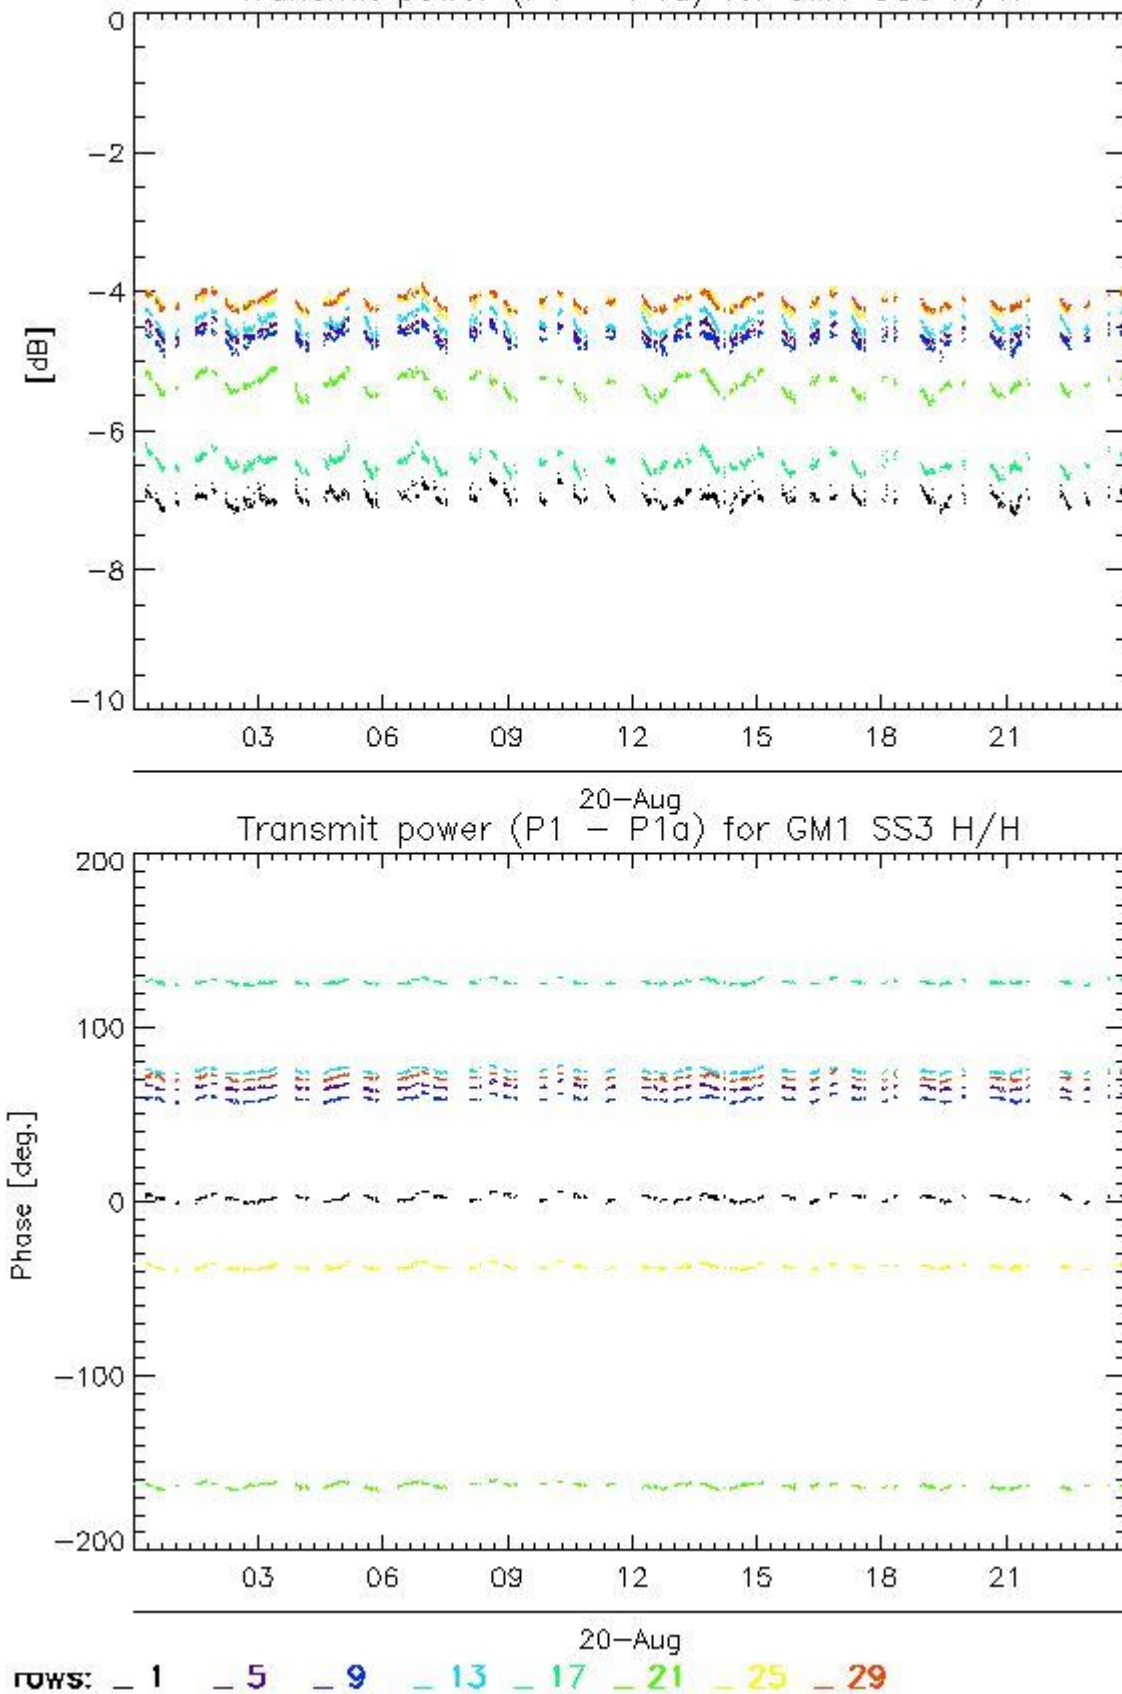 0
-2
-4
-6
-8
-10
[dB]
03 06 09 12 15 18 21
20-Aug
Transmit power (P1 - P1a) for GM1 SS3 H/H
200
100
0
-100
-200
Phase [deg.]
03 06 09 12 15 18 21
20-Aug
rows: _ 1 _ 5 _ 9 _ 13 _ 17 _ 21 _ 25 _ 29